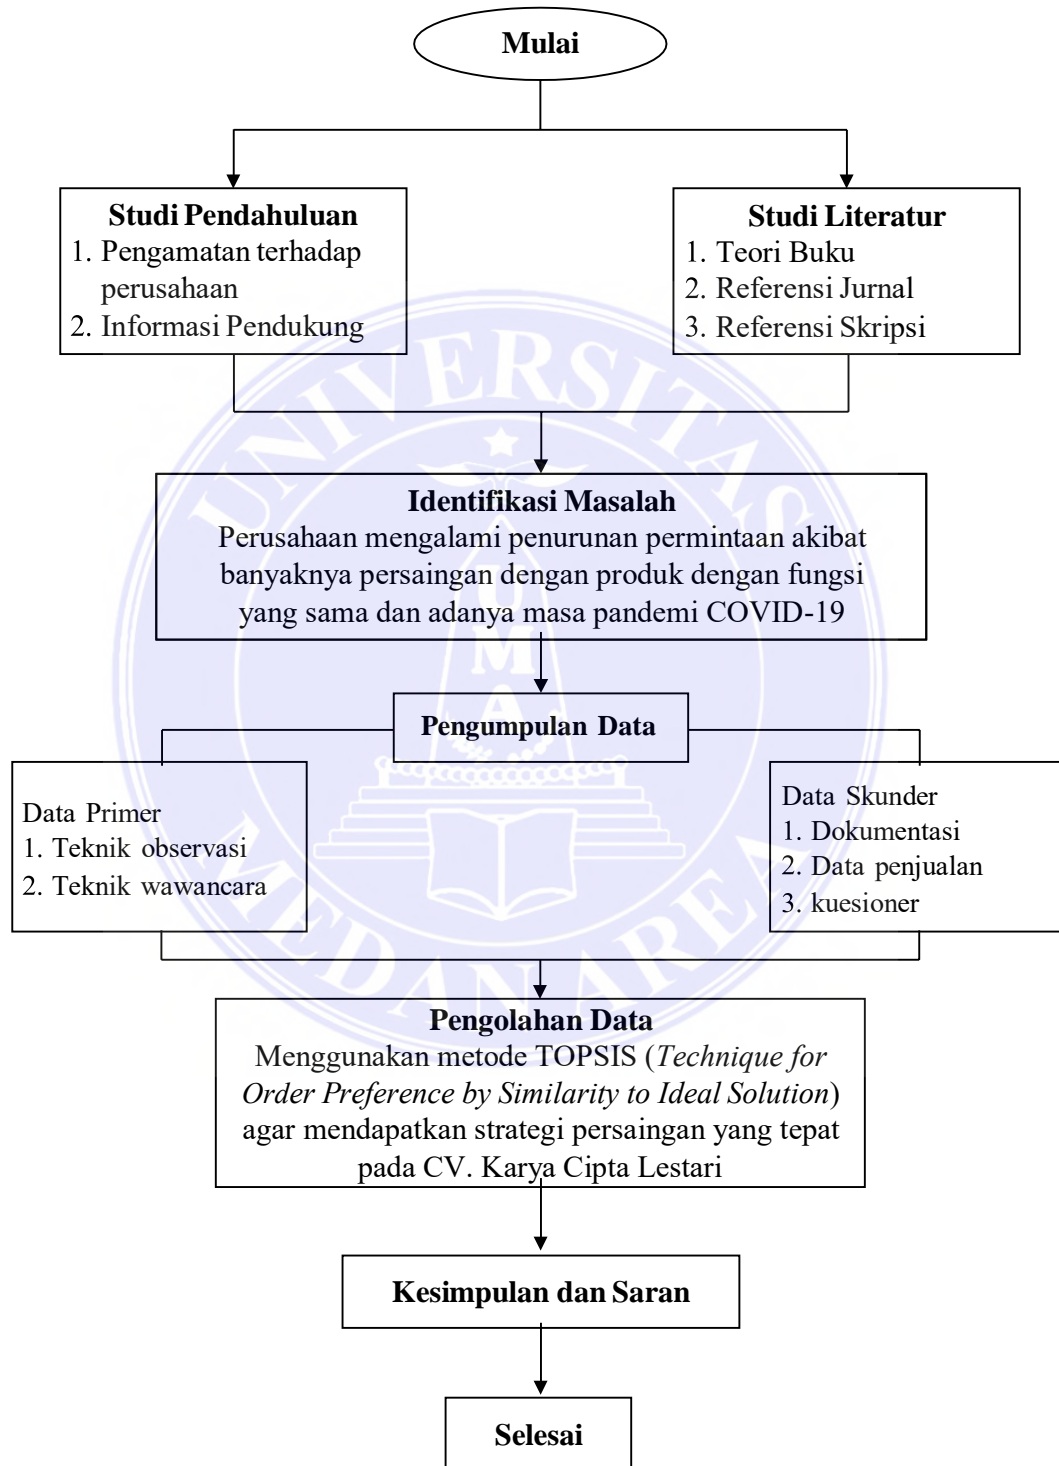 Mulai
Studi Pendahuluan
1. Pengamatan terhadap
perusahaan
2. Informasi Pendukung
Studi Literatur
1. Teori Buku
2. Referensi Jurnal
3. Referensi Skripsi
UNIVERSITAS
Identifikasi Masalah
Perusahaan mengalami penurunan permintaan akibat
banyaknya persaingan dengan produk dengan fungsi
yang sama dan adanya masa pandemi COVID-19
U
M
A
Pengumpulan Data
Data Primer
1. Teknik observasi
2. Teknik wawancara
Data Skunder
1. Dokumentasi
2. Data penjualan
3. kuesioner
MEDAN AREA
Pengolahan Data
Menggunakan metode TOPSIS (Technique for
Order Preference by Similarity to Ideal Solution)
agar mendapatkan strategi persaingan yang tepat
pada CV. Karya Cipta Lestari
Kesimpulan dan Saran
Selesai